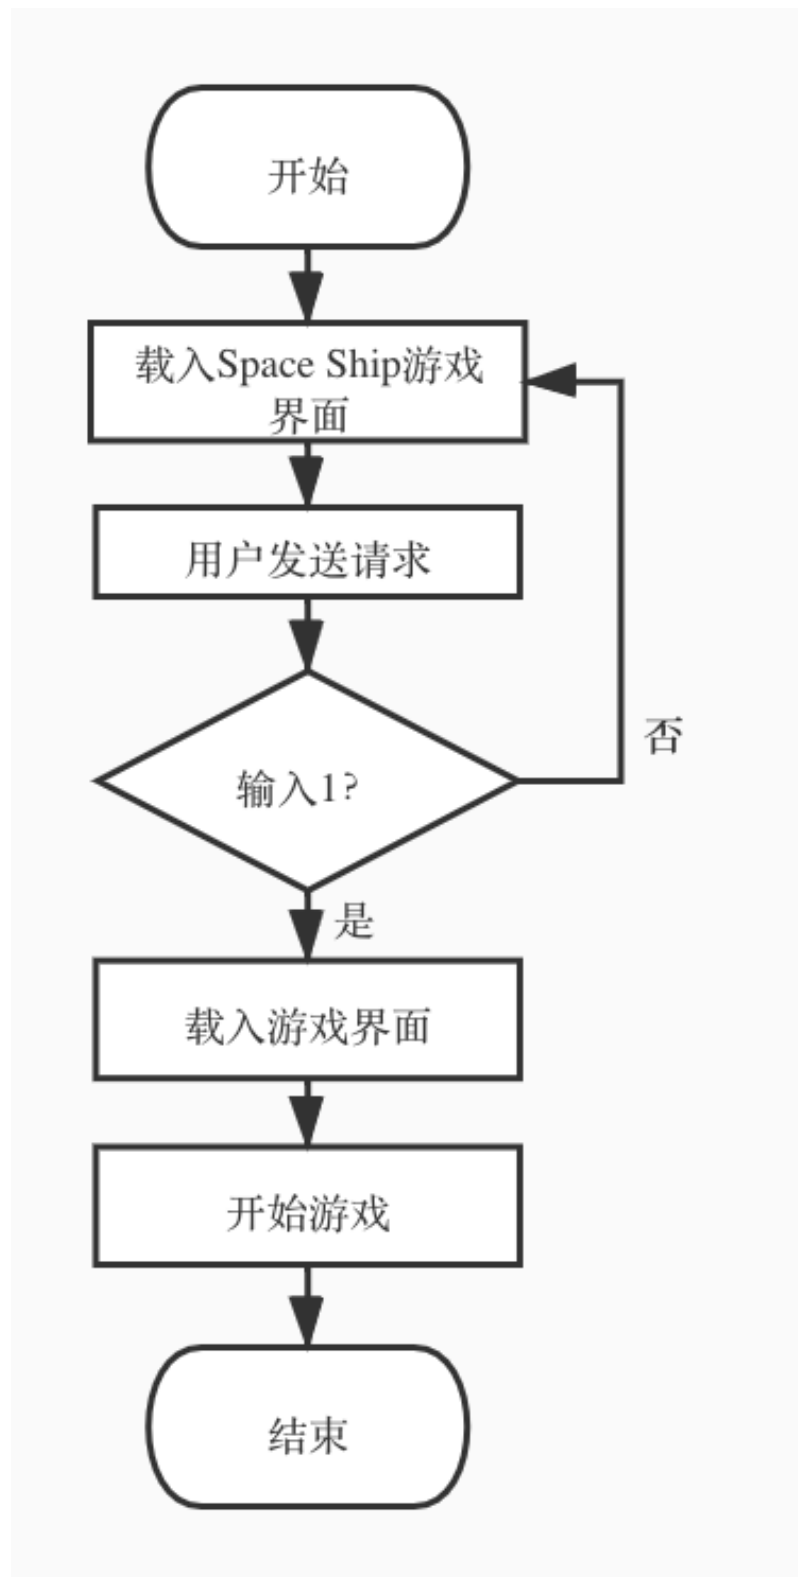 开始
载入Space Ship游戏
界面
用户发送请求
否
输入1?
是
载入游戏界面
开始游戏
结束